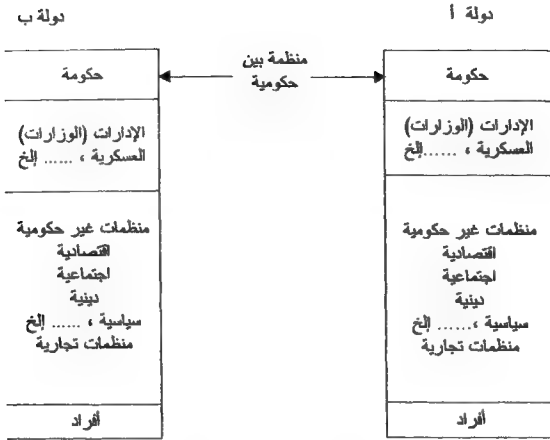 دولة أ
دولة ب
حكومة
منظمة بين
حكومية
حكومة
الإدارات (الوزارات)
العسكرية ، ......إلخ
الإدارات (الوزارات)
العسكرية ، ...... إلخ
منظمات غير حكومية
اقتصادية
اجتماعية
دينية
سياسية ،...... إلخ
منظمات تجارية
منظمات غير حكومية
اقتصادية
اجتماعية
دينية
سياسية ، ...... إلخ
منظمات تجارية
أفراد
أفراد